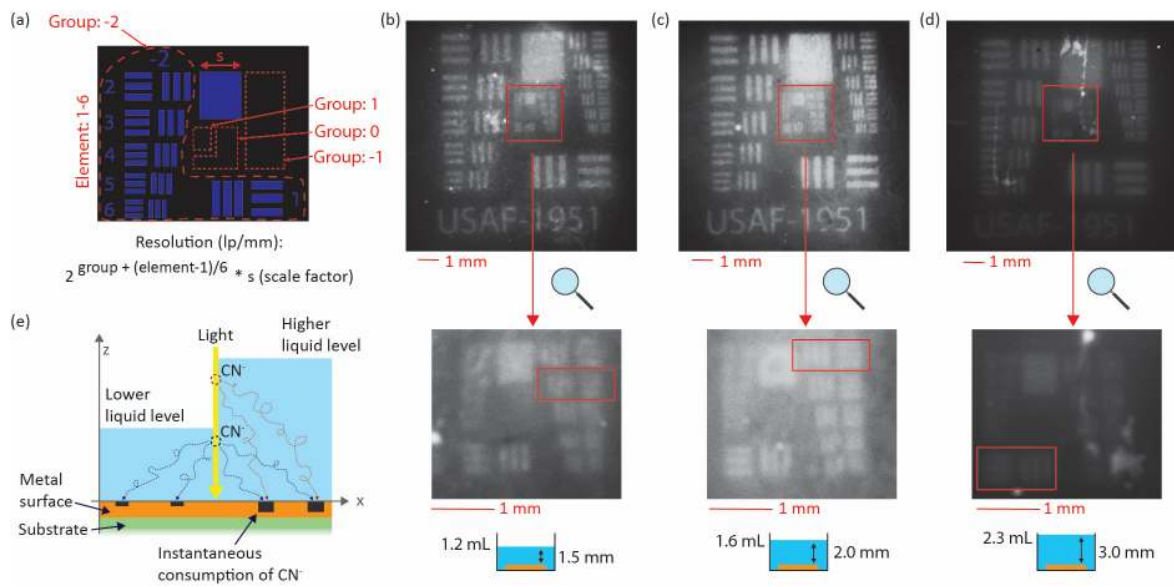 (a)
Group: -2
-2
s
2
3
4
5
6
1
Element: 1-6
Group: 1
Group: 0
Group: -1
Resolution (lp/mm):
2 group + (element-1)/6 * s (scale factor)
(b)
USAF-1951
1 mm
1 mm
1.2 mL
1.5 mm
(c)
USAF-1951
1 mm
1 mm
1.6 mL
2.0 mm
(d)
USAF-1951
1 mm
1 mm
2.3 mL
3.0 mm
(e)
z
Light
Higher
liquid level
CN⁻
Lower
liquid level
CN⁻
Metal
surface
x
Substrate
Instantaneous
consumption of CN⁻